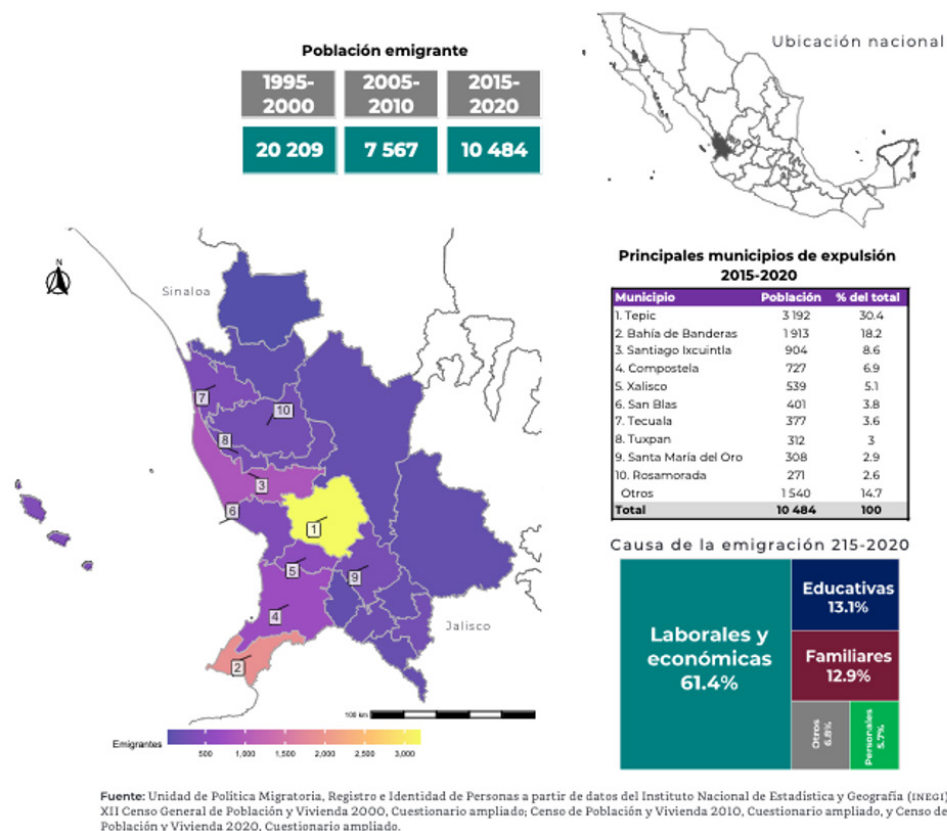 Población emigrante
1995-
2000
2005-
2010
2015-
2020
20 209
7 567
10 484
Ubicación nacional
N
Sinaloa
7
10
8
3
6
1
5
9
4
Jalisco
2
100 km
Emigrantes
500
1,000
2,000
3,000
Principales municipios de expulsión
2015-2020
Municipio Población % del total
1. Tepic 3 192 30.4
2. Bahía de Banderas 1 913 18.2
3. Santiago Ixcuintla 904 8.6
4. Compostela 727 6.9
5. Xalisco 539 5.1
6. San Blas 401 3.8
7. Tecuala 377 3.6
8. Tuxpan 312 3
9. Santa María del Oro 308 2.9
10. Rosamorada 271 2.6
Otros 1 540 14.7
Total 10 484 100
Causa de la emigración 215-2020
Laborales y
económicas
61.4%
Educativas
13.1%
Familiares
12.9%
Otros
6.8%
Personales
5.7%
Fuente: Unidad de Política Migratoria, Registro e Identidad de Personas a partir de datos del Instituto Nacional de Estadística y Geografía (INEGI)
XII Censo General de Población y Vivienda 2000, Cuestionario ampliado; Censo de Población y Vivienda 2010, Cuestionario ampliado, y Censo de
Población y Vivienda 2020, Cuestionario ampliado.